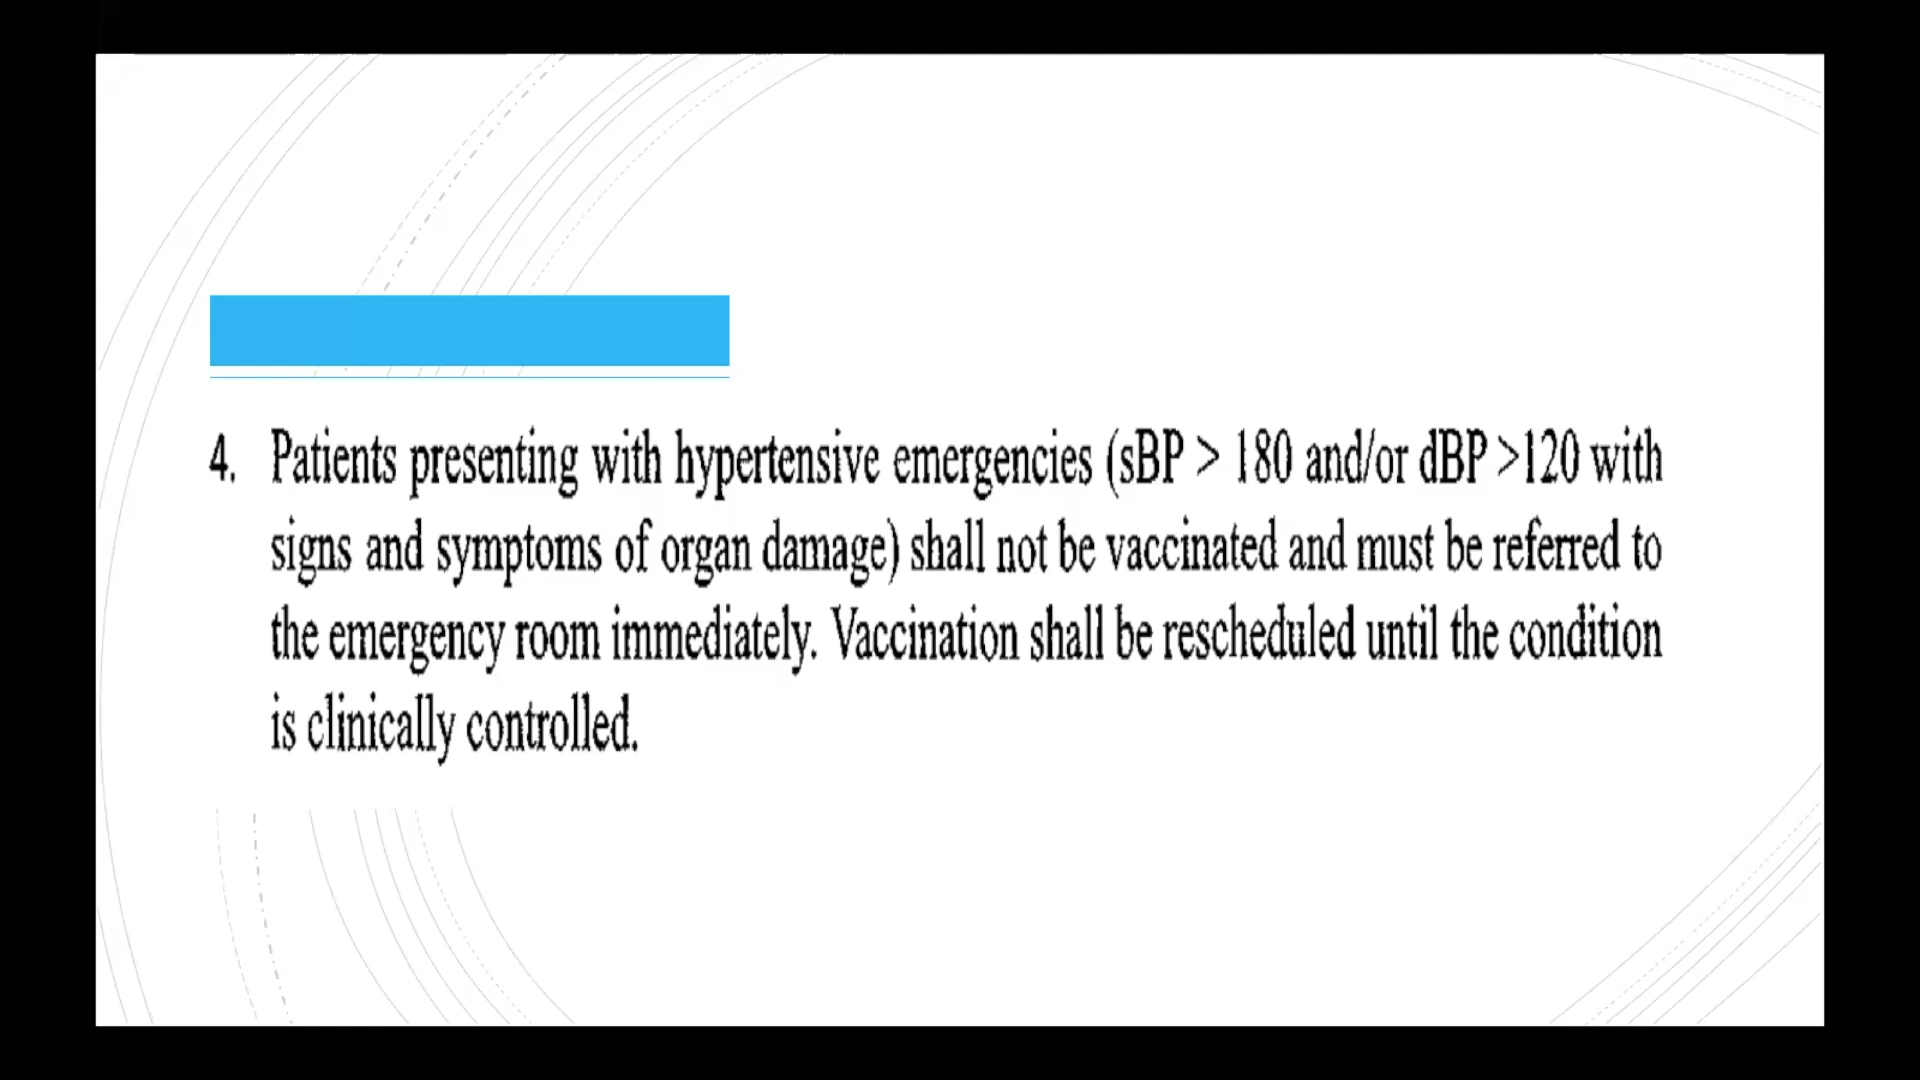 4. Patients presenting with hypertensive emergencies (sBP > 180 and/or dBP >120 with
signs and symptoms of organ damage) shall not be vaccinated and must be referred to
the emergency room immediately. Vaccination shall be rescheduled until the condition
is clinically controlled.